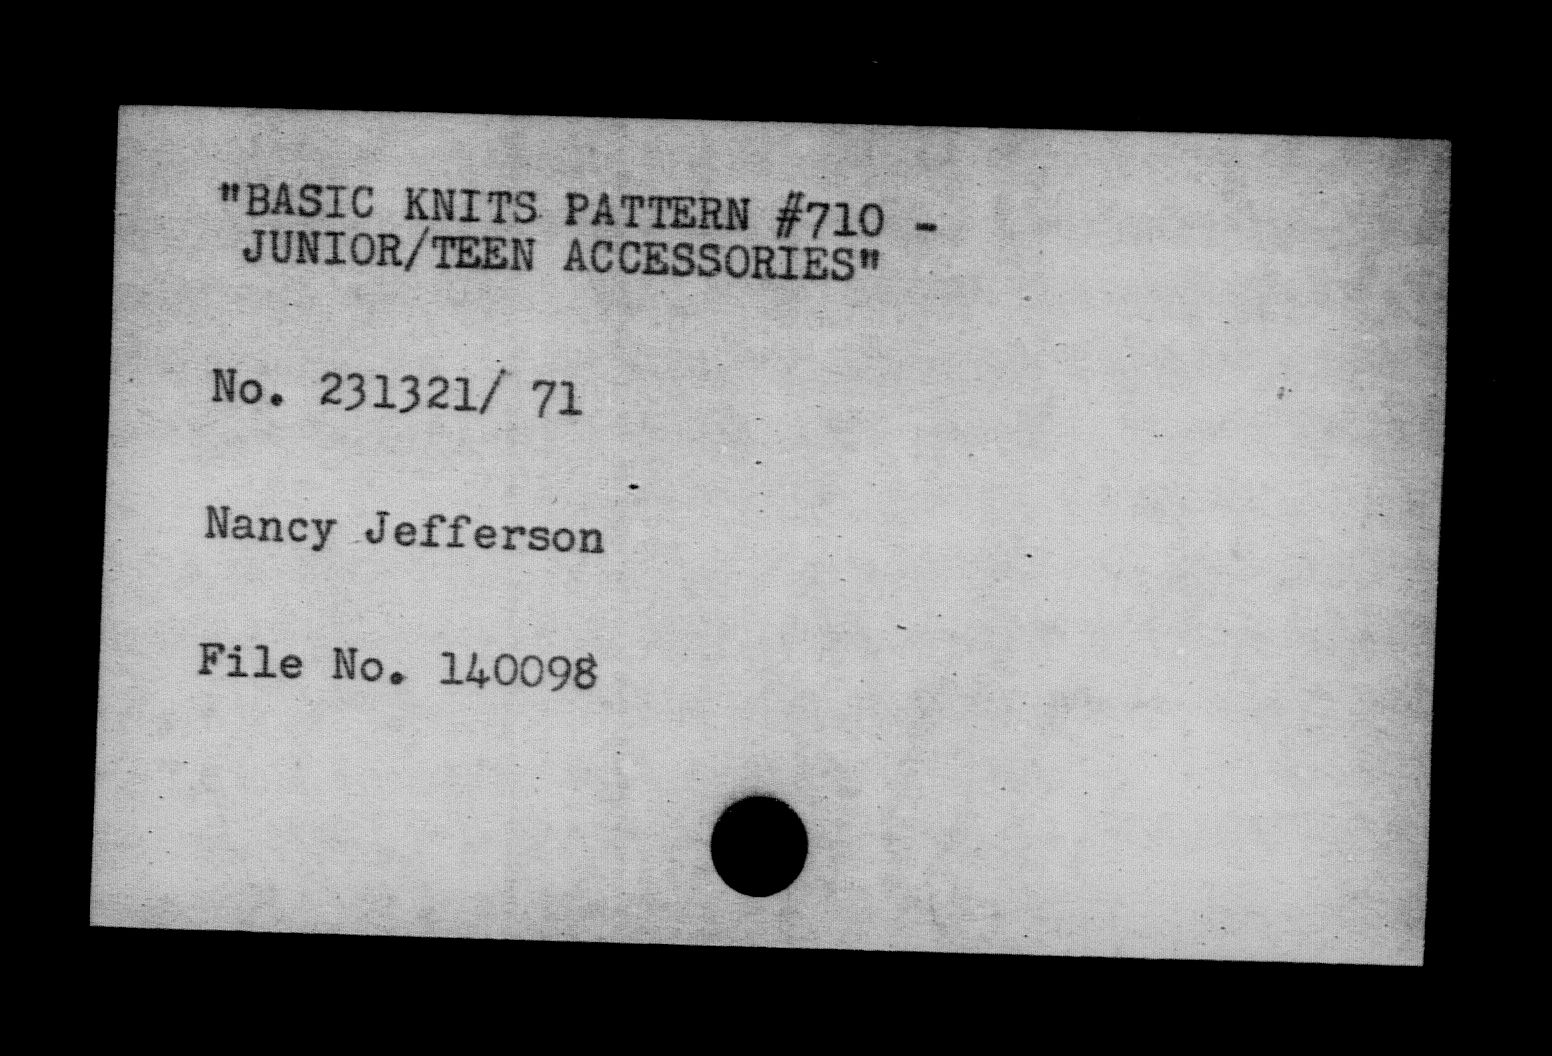 "BASIC KNITS PATTERN #710 -
JUNIOR/TEEN ACCESSORIES"
No. 231321/ 71
Nancy Jefferson
File No. 140098